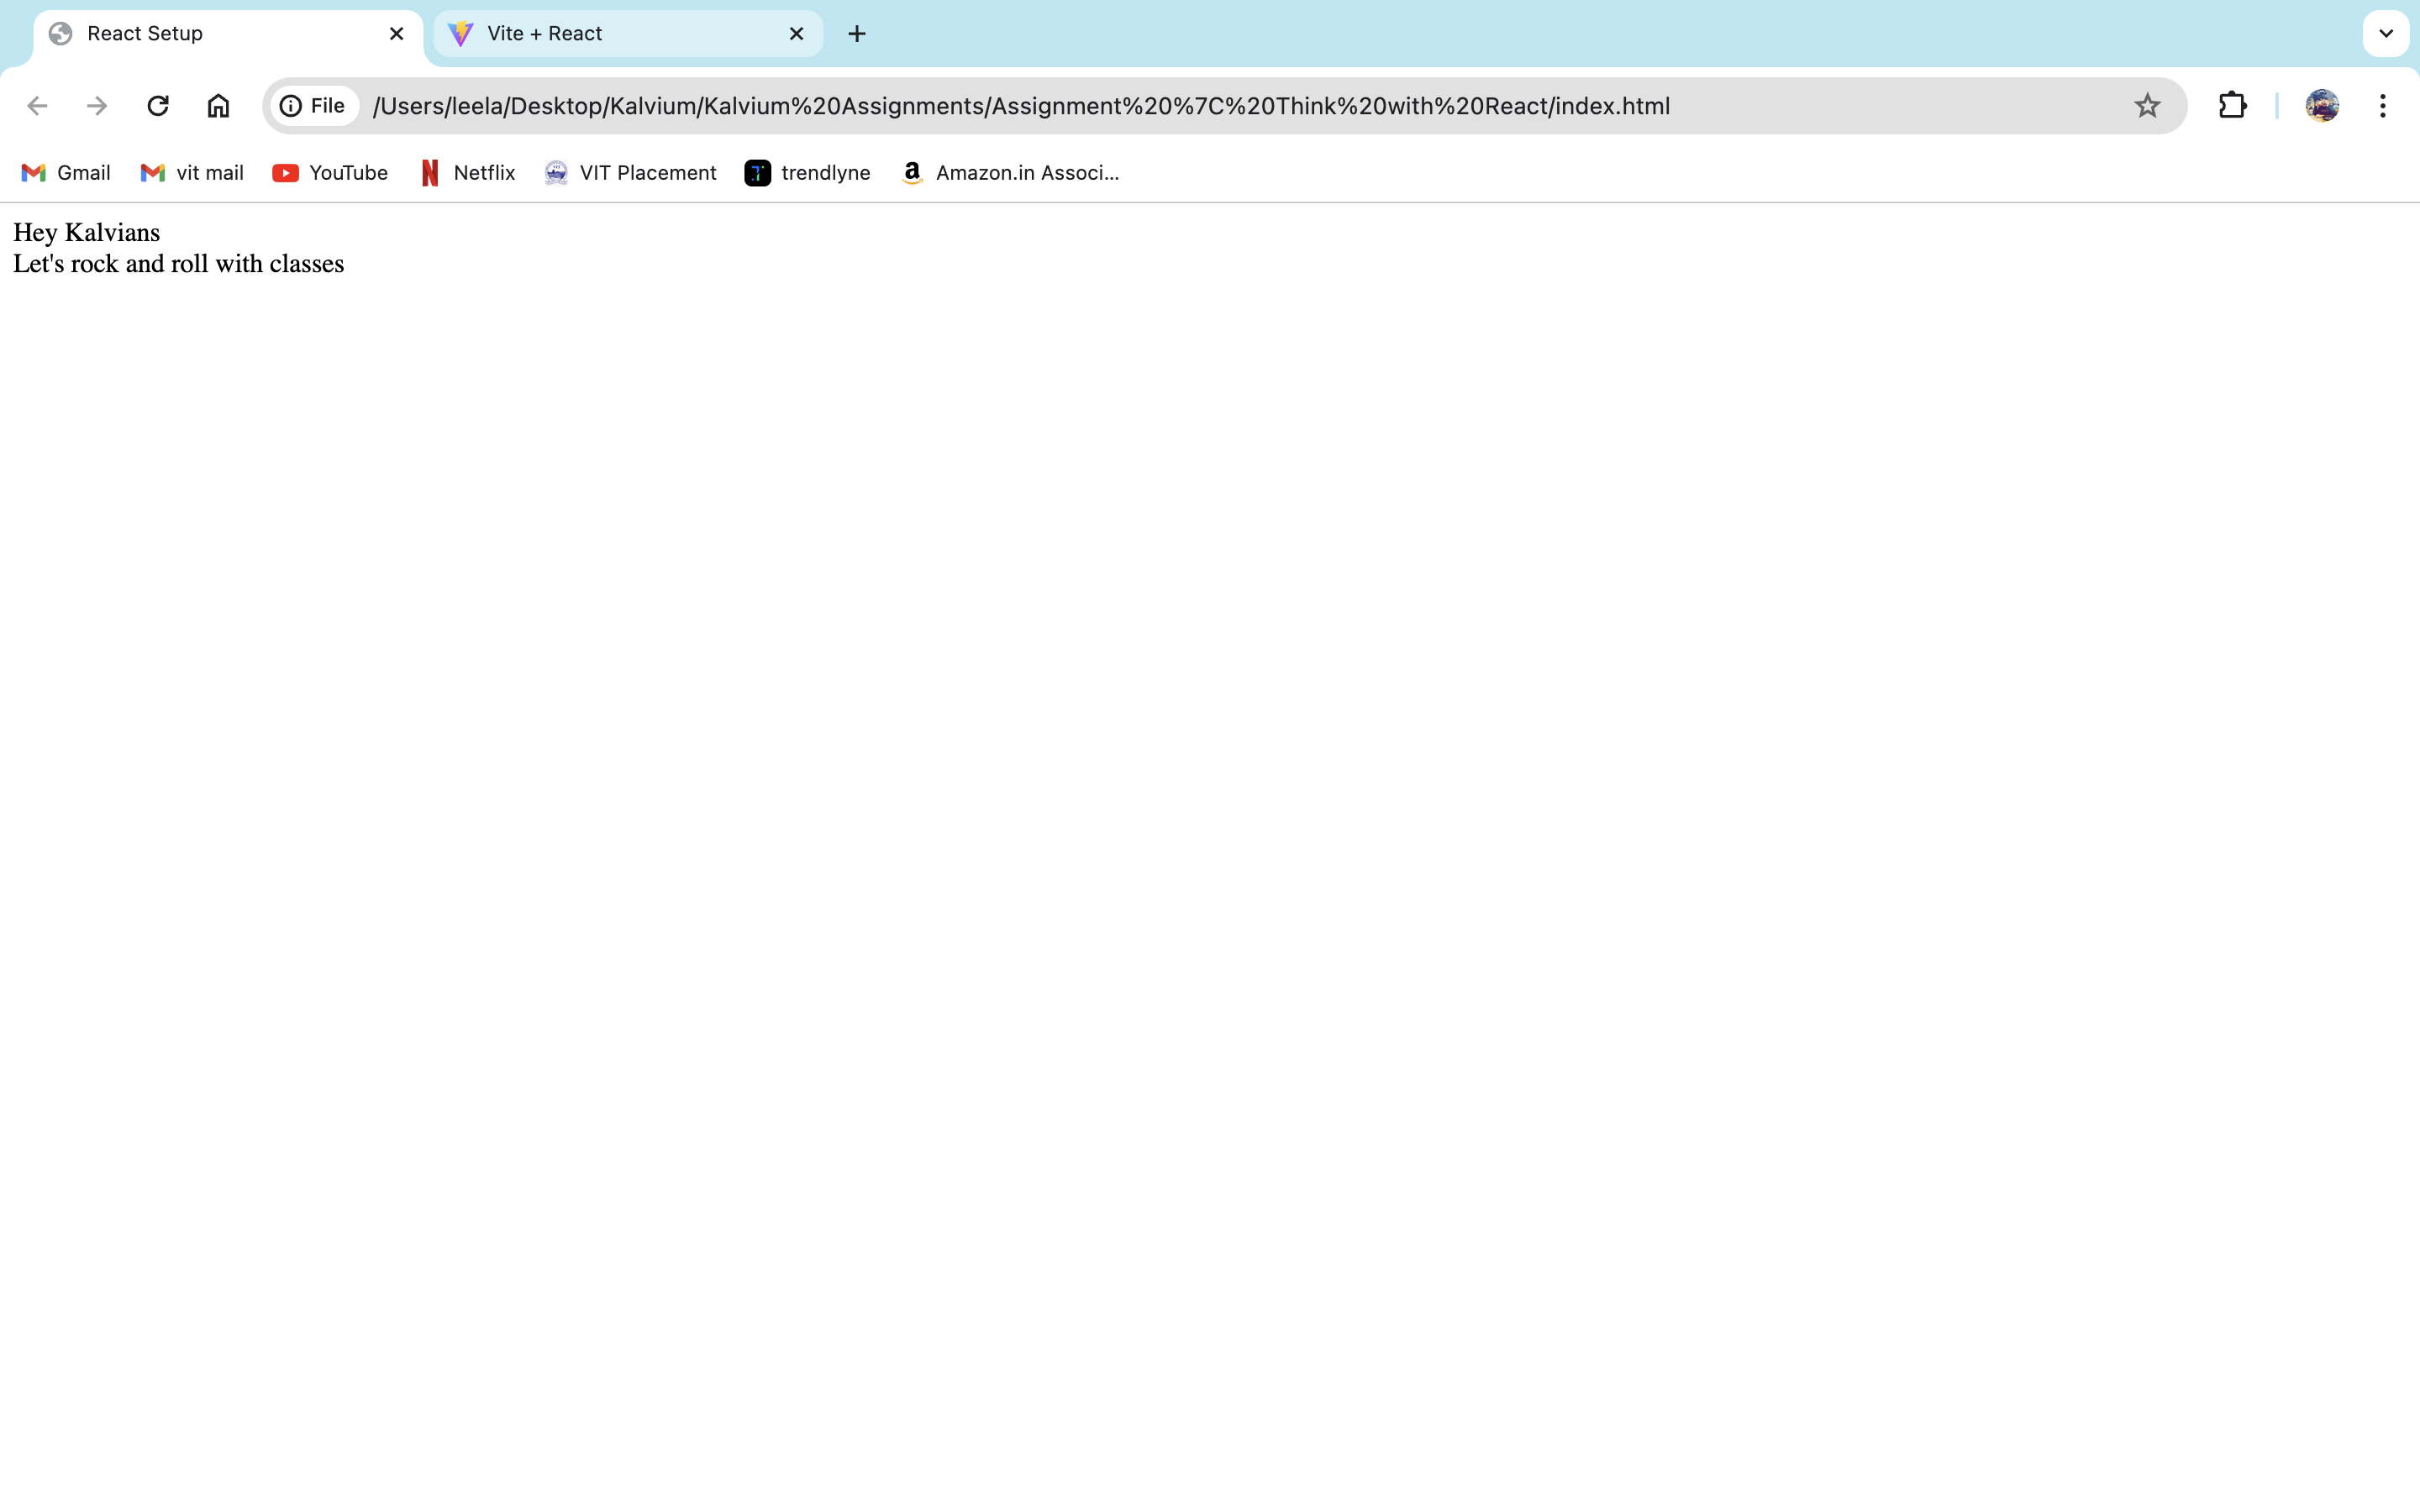 React Setup
Vite + React
File
/Users/leela/Desktop/Kalvium/Kalvium%20Assignments/Assignment%20%7C%20Think%20with%20React/index.html
Gmail
vit mail
YouTube
Netflix
VIT Placement
trendlyne
Amazon.in Associ...
Hey Kalvians
Let's rock and roll with classes